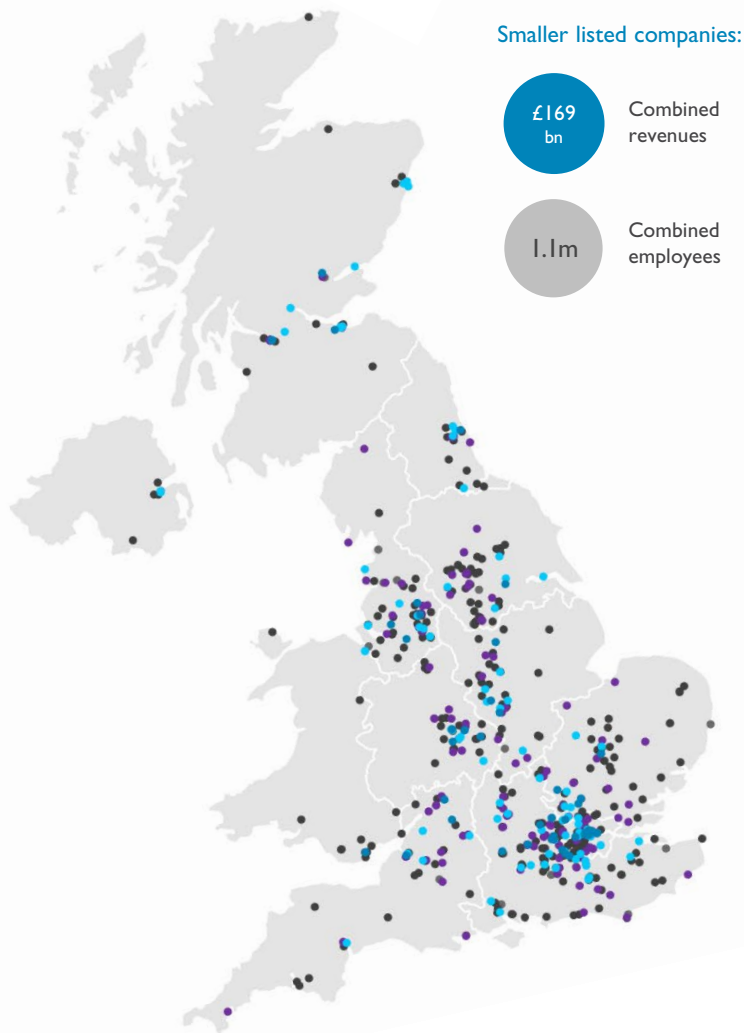 Smaller listed companies:
£169
bn
Combined
revenues
1.1m
Combined
employees